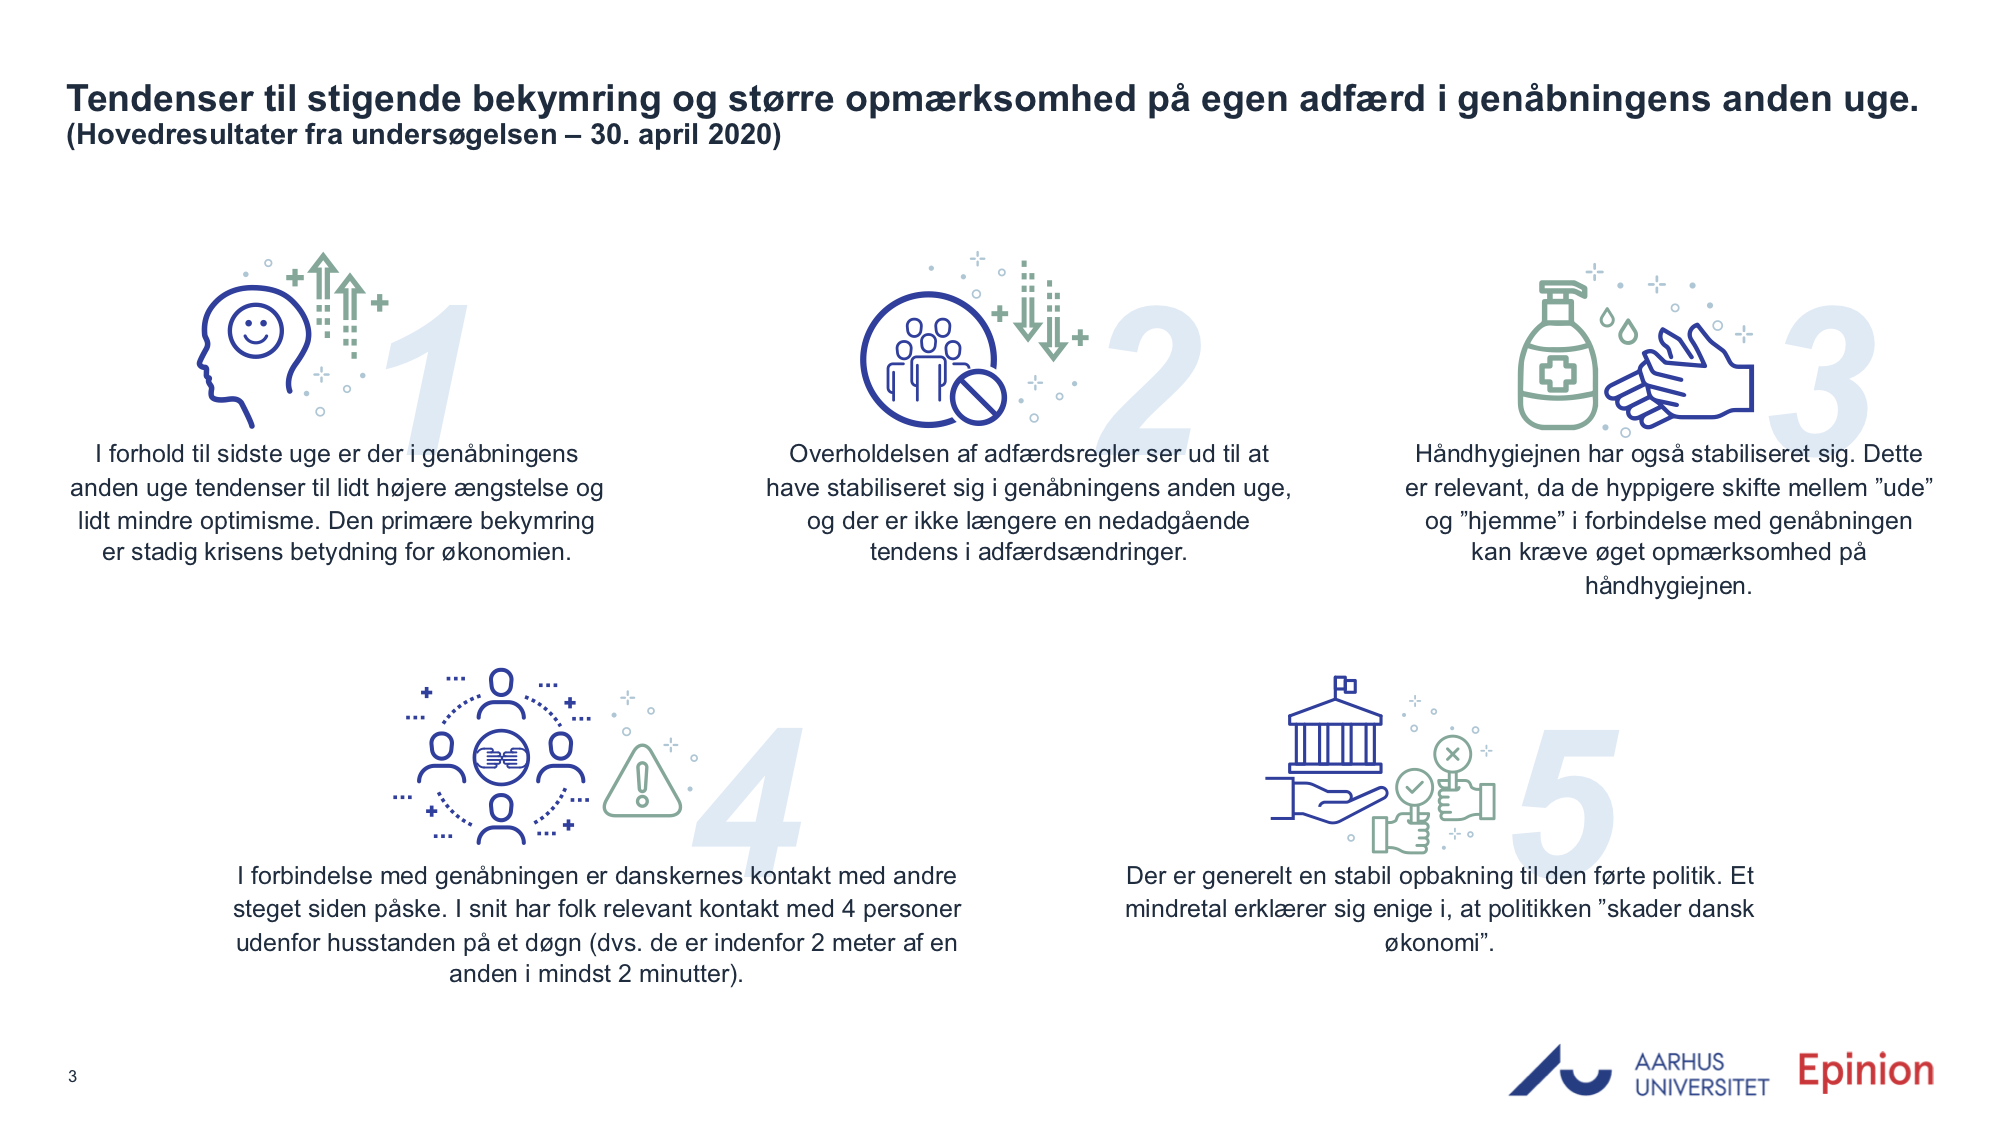 Tendenser til stigende bekymring og større opmærksomhed på egen adfærd i genåbningens anden uge.
(Hovedresultater fra undersøgelsen – 30. april 2020)
1
I forhold til sidste uge er der i genåbningens
anden uge tendenser til lidt højere ængstelse og
lidt mindre optimisme. Den primære bekymring
er stadig krisens betydning for økonomien.
2
Overholdelsen af adfærdsregler ser ud til at
have stabiliseret sig i genåbningens anden uge,
og der er ikke længere en nedadgående
tendens i adfærdsændringer.
3
Håndhygiejnen har også stabiliseret sig. Dette
er relevant, da de hyppigere skifte mellem ”ude”
og ”hjemme” i forbindelse med genåbningen
kan kræve øget opmærksomhed på
håndhygiejnen.
4
I forbindelse med genåbningen er danskernes kontakt med andre
steget siden påske. I snit har folk relevant kontakt med 4 personer
udenfor husstanden på et døgn (dvs. de er indenfor 2 meter af en
anden i mindst 2 minutter).
5
Der er generelt en stabil opbakning til den førte politik. Et
mindretal erklærer sig enige i, at politikken ”skader dansk
økonomi”.
3
AARHUS
UNIVERSITET
Epinion